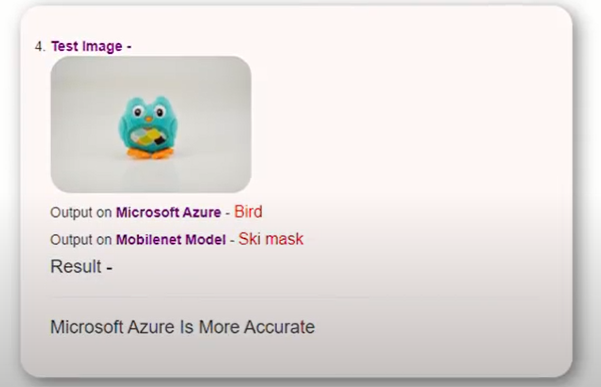 4. Test Image -
Output on Microsoft Azure - Bird
Output on Mobilenet Model - Ski mask
Result -
Microsoft Azure Is More Accurate